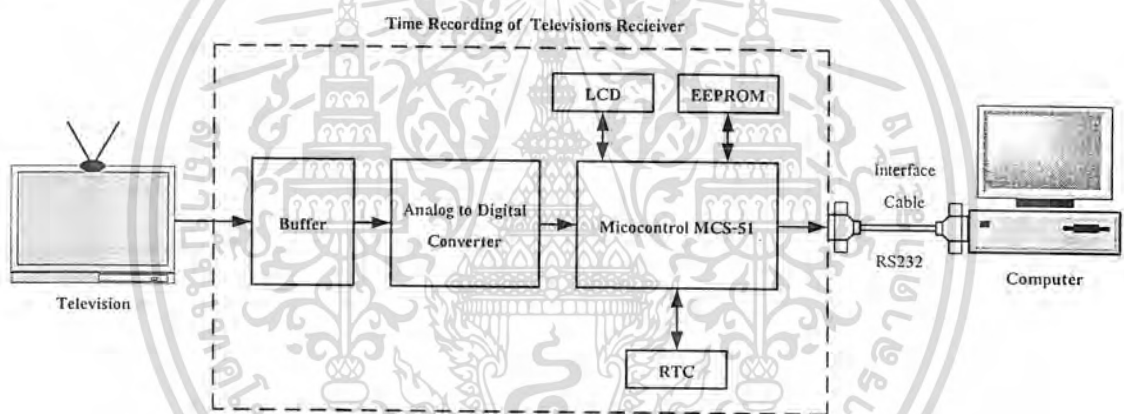 Time Recording of Televisions Recieiver
LCD
EEPROM
Buffer
Analog to Digital
Converter
Micocontrol MCS-51
RTC
Television
Interface
Cable
RS232
Computer